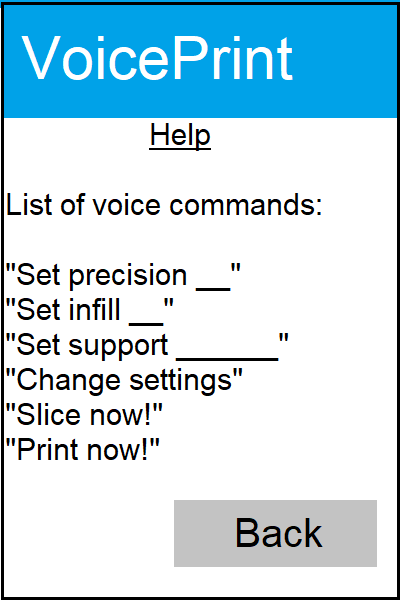 VoicePrint
Help
List of voice commands:
"Set precision __"
"Set infill __"
"Set support ______"
"Change settings"
"Slice now!"
"Print now!"
Back